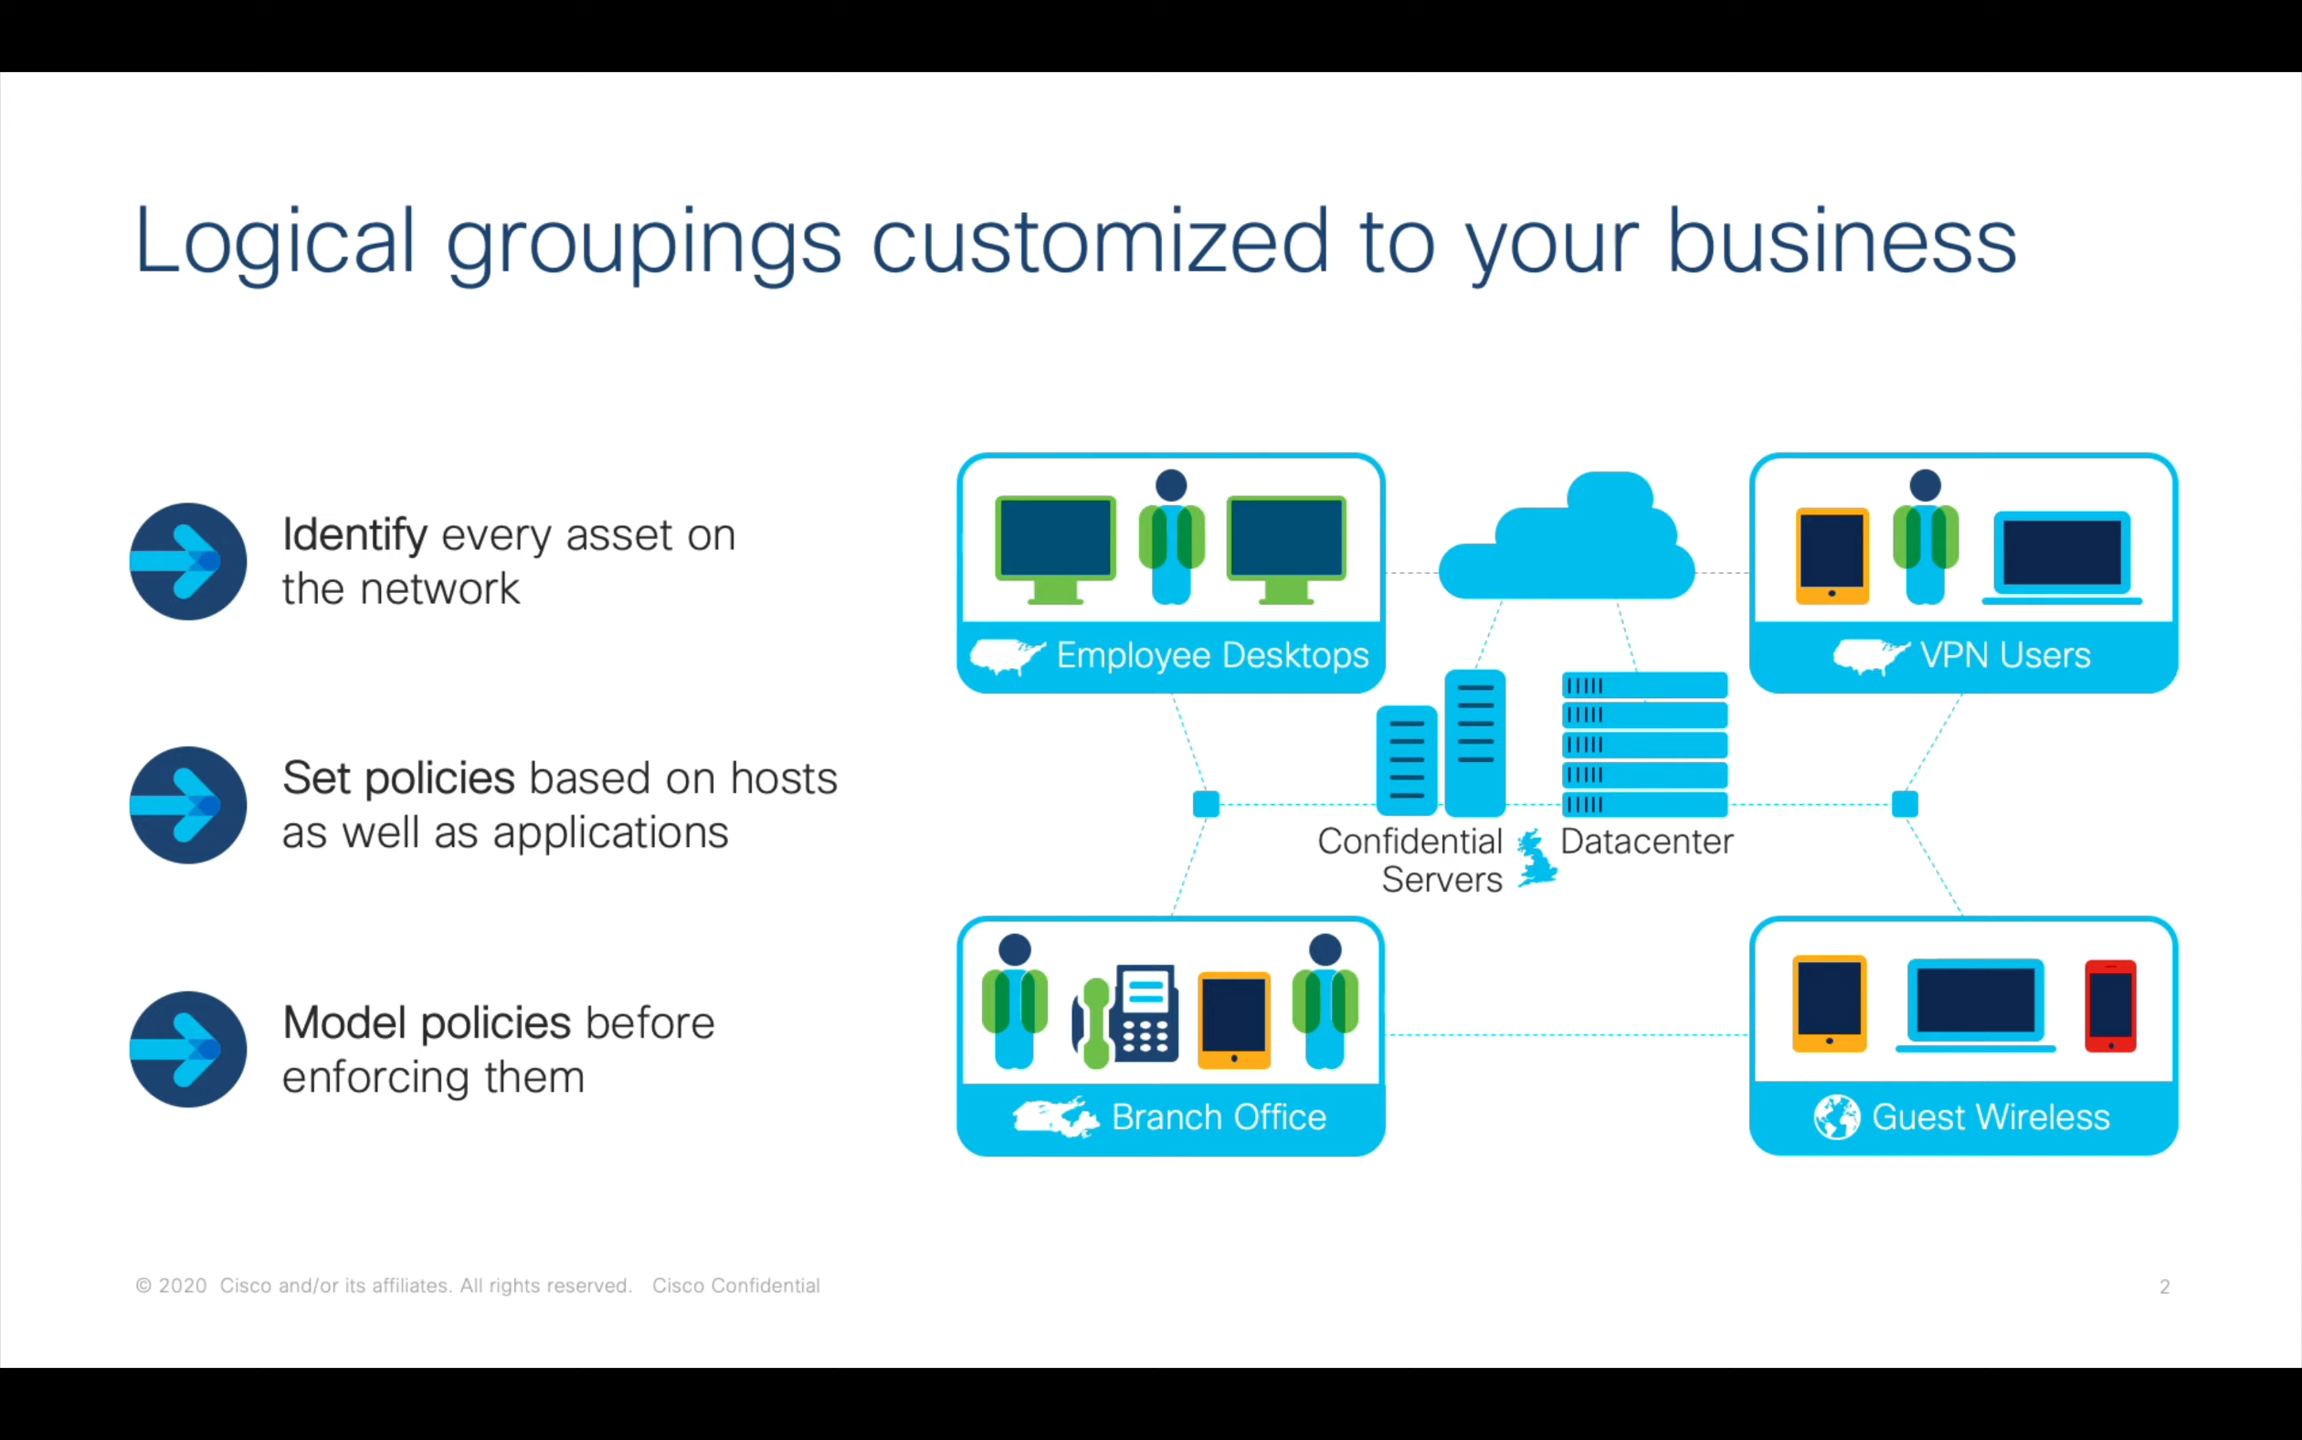 Logical groupings customized to your business
Identify every asset on
the network
Set policies based on hosts
as well as applications
Model policies before
enforcing them
Employee Desktops
VPN Users
Confidential
Servers
Datacenter
Branch Office
Guest Wireless
© 2020 Cisco and/or its affiliates. All rights reserved. Cisco Confidential
2